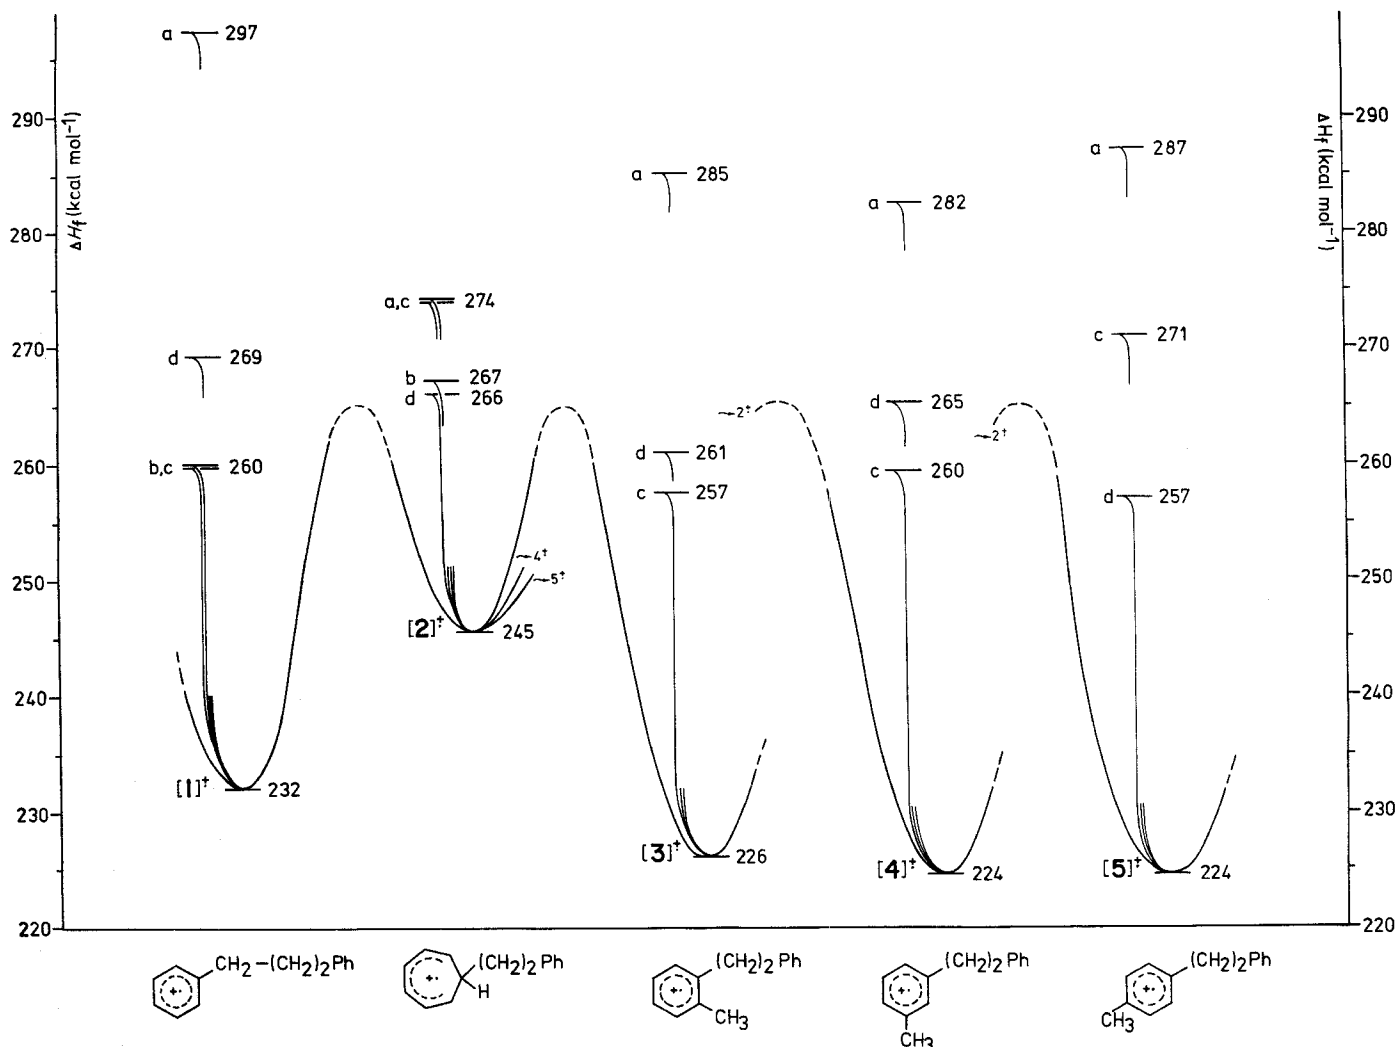 a 297
290
290
ΔHf (kcal mol⁻¹)
ΔHf (kcal mol⁻¹)
a 287
a 285
a 282
280
280
a,c 274
c 271
270
270
d 269
b 267
d 266
~2‡
d 265
~2‡
d 261
b,c 260
c 260
260
260
c 257
d 257
~4‡
~5‡
250
250
[2]‡ 245
240
240
[1]‡ 232
230
230
[3]‡ 226
[4]‡ 224
[5]‡ 224
220
220
CH2–(CH2)2Ph
(CH2)2Ph
(CH2)2Ph
(CH2)2Ph
(CH2)2Ph
+·
+·
H
+·
CH3
+·
CH3
+·
CH3